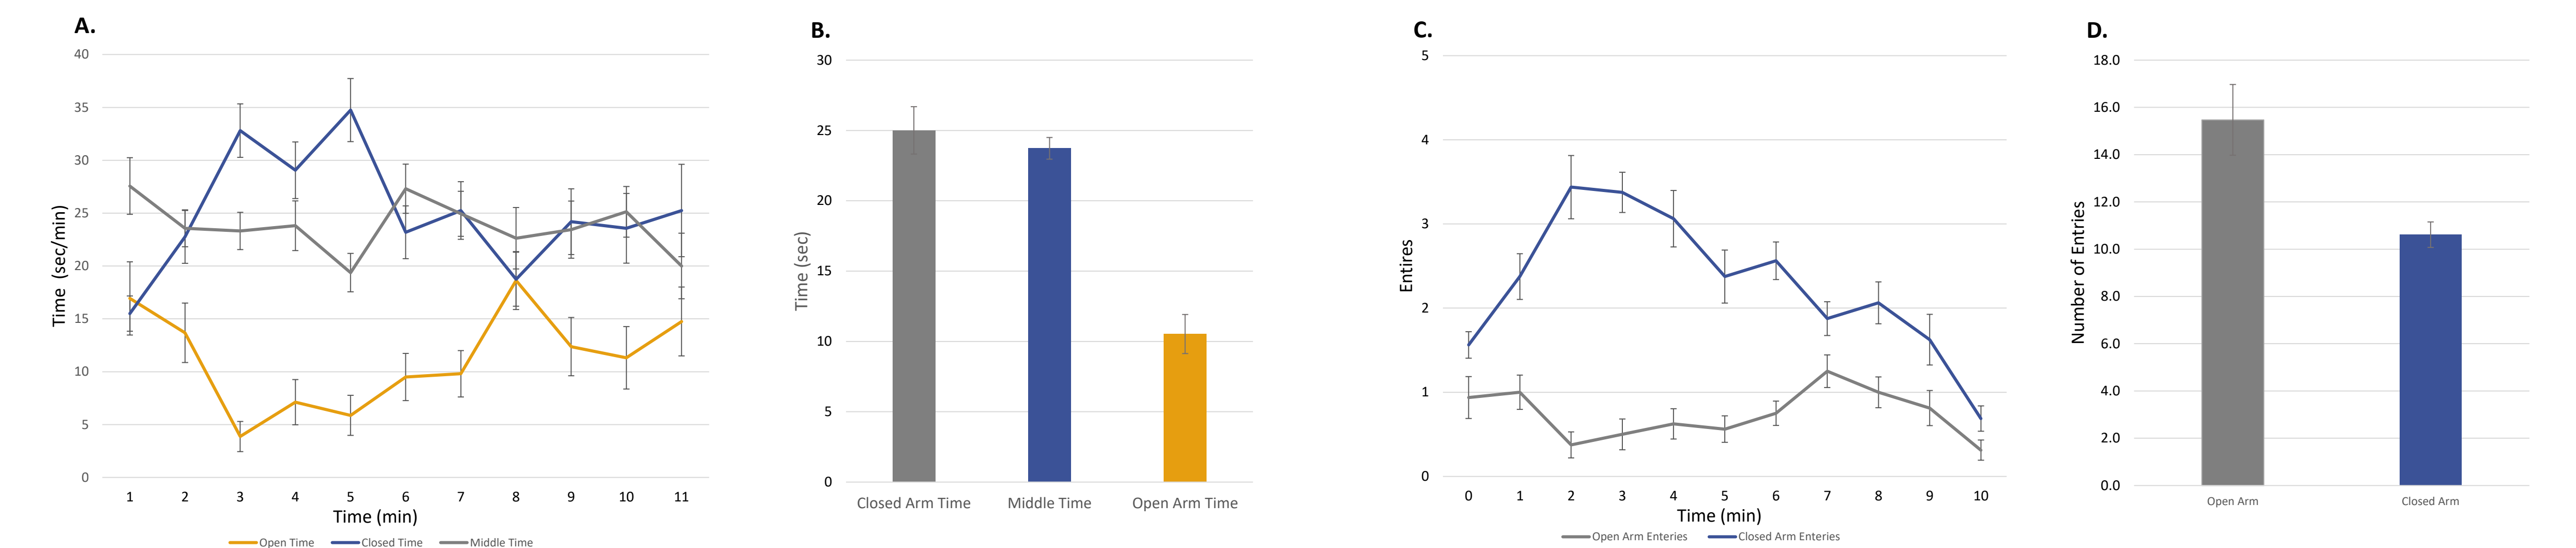 A.
40
35
30
25
20
15
10
5
0
Time (sec/min)
1 2 3 4 5 6 7 8 9 10 11
Time (min)
Open Time Closed Time Middle Time
B.
30
25
20
15
10
5
0
Time (sec)
Closed Arm Time Middle Time Open Arm Time
C.
5
4
3
2
1
0
Entires
0 1 2 3 4 5 6 7 8 9 10
Time (min)
Open Arm Enteries Closed Arm Enteries
D.
18.0
16.0
14.0
12.0
10.0
8.0
6.0
4.0
2.0
0.0
Number of Entries
Open Arm Closed Arm